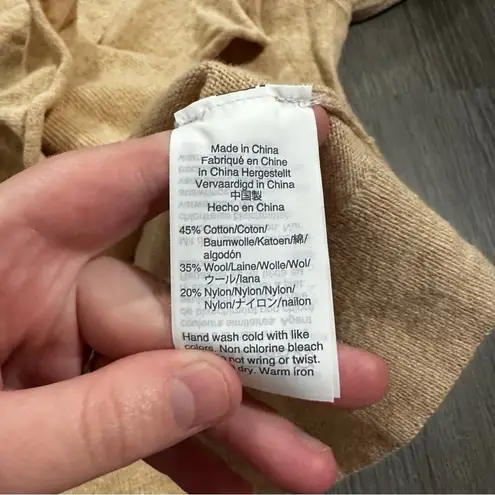 Made in China
Fabriqué en Chine
in China Hergestellt
Vervaardigd in China
中国製
Hecho en China
45% Cotton/Coton/
Baumwolle/Katoen/綿/
algodón
35% Wool/Laine/Wolle/Wol/
ウール/lana
20% Nylon/Nylon/Nylon/
Nylon/ナイロン/nailon
Hand wash cold with like
colors. Non chlorine bleach
not wring or twist.
dry. Warm iron